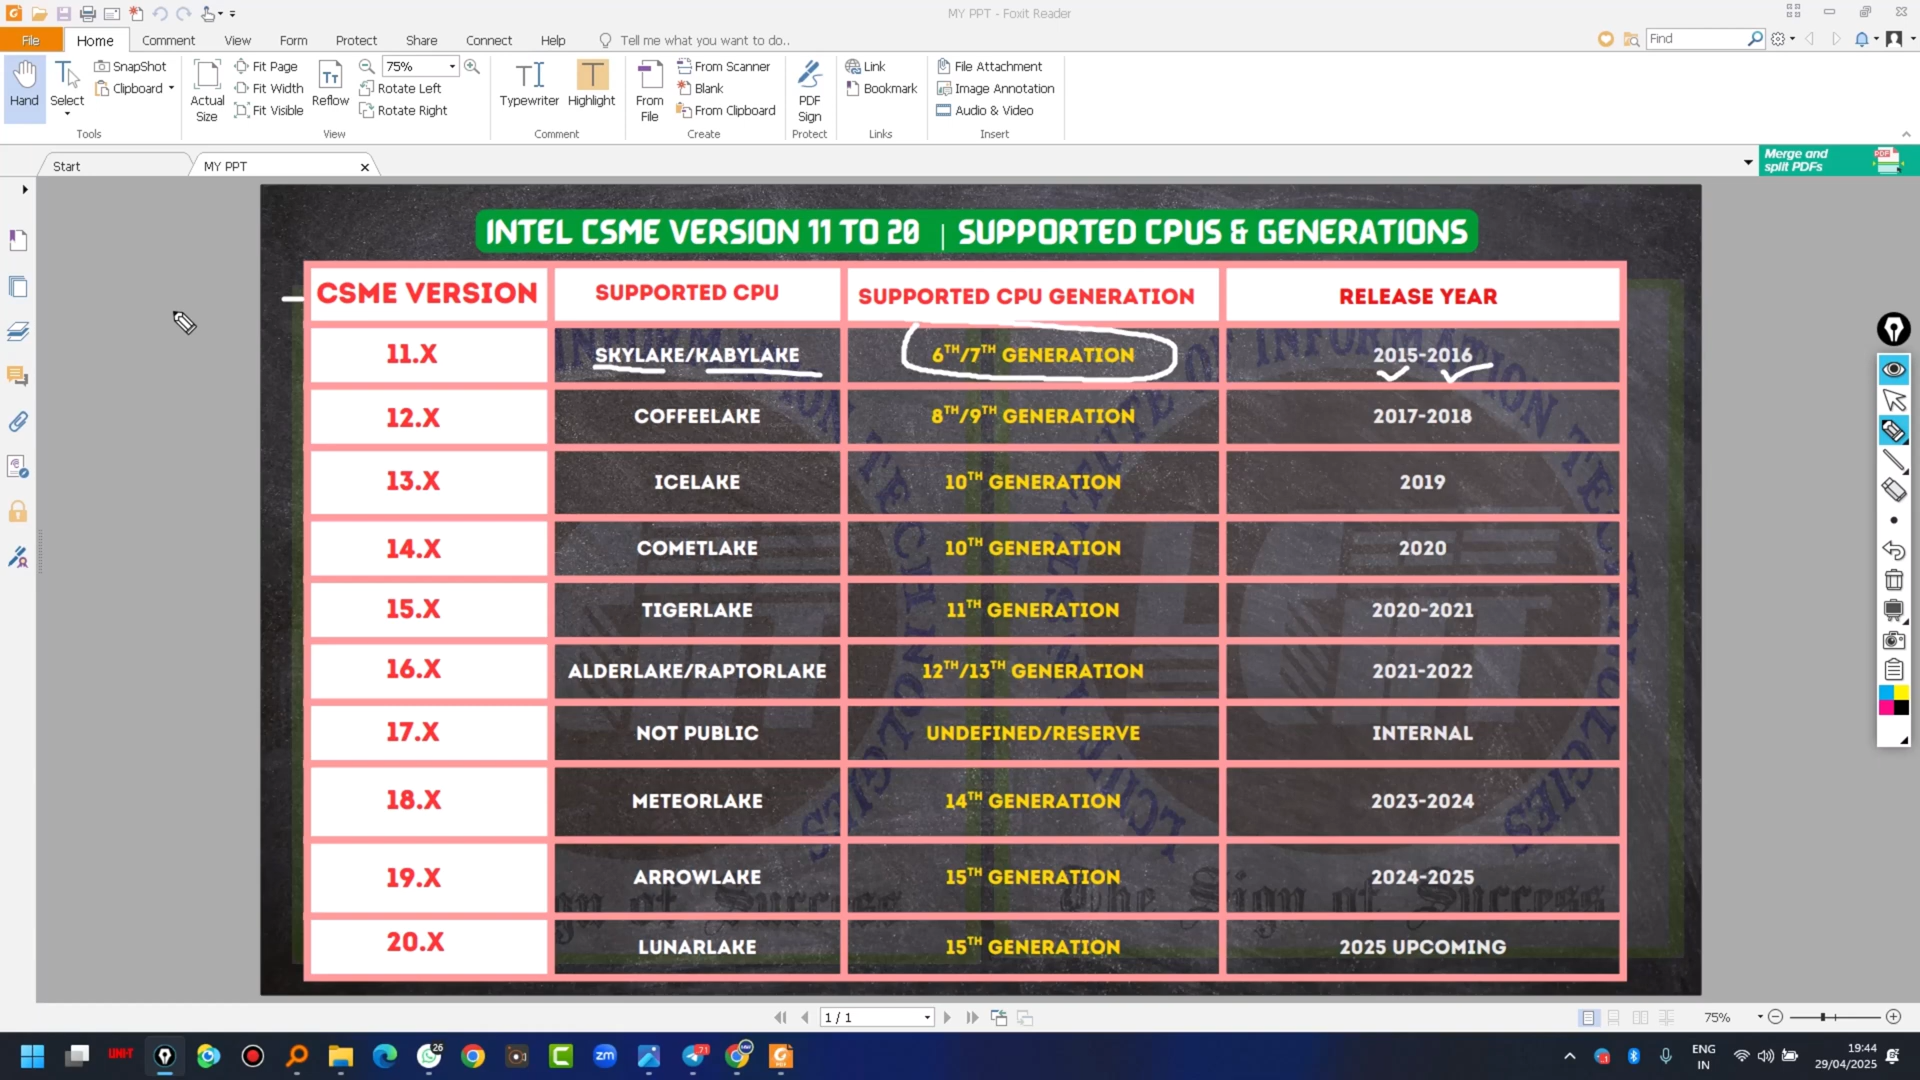 MY PPT - Foxit Reader
File Home Comment View Form Protect Share Connect Help Tell me what you want to do.. Find
Hand
Select
SnapShot
Clipboard
Tools
Actual Size
Fit Page
Fit Width
Fit Visible
Reflow
75%
Rotate Left
Rotate Right
View
Typewriter
Highlight
Comment
From File
From Scanner
Blank
From Clipboard
Create
PDF Sign
Protect
Link
Bookmark
Links
File Attachment
Image Annotation
Audio & Video
Insert
Start
MY PPT
Merge and
split PDFs
INTEL CSME VERSION 11 TO 20 | SUPPORTED CPUS & GENERATIONS
CSME VERSION SUPPORTED CPU SUPPORTED CPU GENERATION RELEASE YEAR
11.X SKYLAKE/KABYLAKE 6TH/7TH GENERATION 2015-2016
12.X COFFEELAKE 8TH/9TH GENERATION 2017-2018
13.X ICELAKE 10TH GENERATION 2019
14.X COMETLAKE 10TH GENERATION 2020
15.X TIGERLAKE 11TH GENERATION 2020-2021
16.X ALDERLAKE/RAPTORLAKE 12TH/13TH GENERATION 2021-2022
17.X NOT PUBLIC UNDEFINED/RESERVE INTERNAL
18.X METEORLAKE 14TH GENERATION 2023-2024
19.X ARROWLAKE 15TH GENERATION 2024-2025
The Sign of Success
20.X LUNARLAKE 15TH GENERATION 2025 UPCOMING
1 / 1
75%
UNI-T
26
zm
71
ENG
IN
19:44
29/04/2025